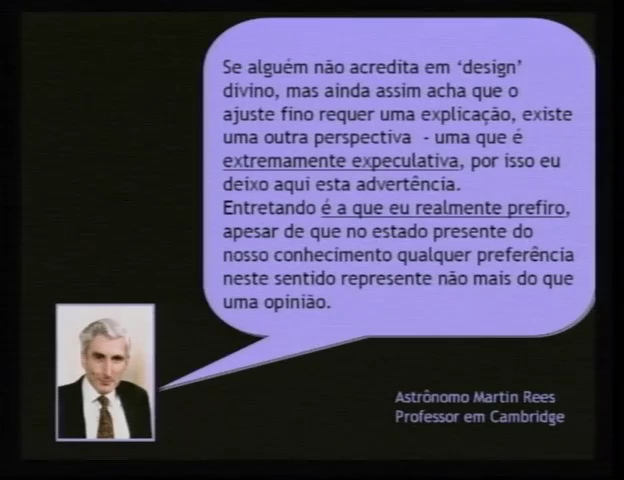 Se alguém não acredita em ‘design’
divino, mas ainda assim acha que o
ajuste fino requer uma explicação, existe
uma outra perspectiva - uma que é
extremamente expeculativa, por isso eu
deixo aqui esta advertência.
Entretando é a que eu realmente prefiro,
apesar de que no estado presente do
nosso conhecimento qualquer preferência
neste sentido represente não mais do que
uma opinião.
Astrônomo Martin Rees
Professor em Cambridge